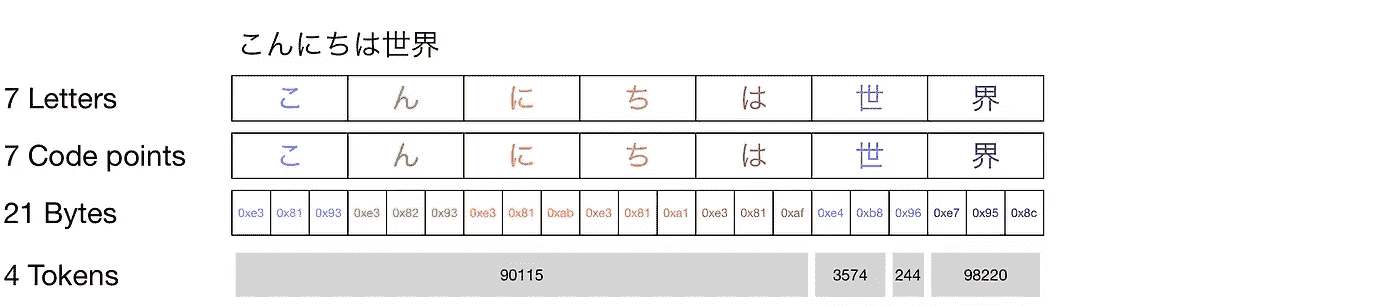 こんにちは世界
7 Letters こ ん に ち は 世 界
7 Code points こ ん に ち は 世 界
21 Bytes 0xe3 0x81 0x93 0xe3 0x82 0x93 0xe3 0x81 0xab 0xe3 0x81 0xa1 0xe3 0x81 0xaf 0xe4 0xb8 0x96 0xe7 0x95 0x8c
4 Tokens 90115 3574 244 98220